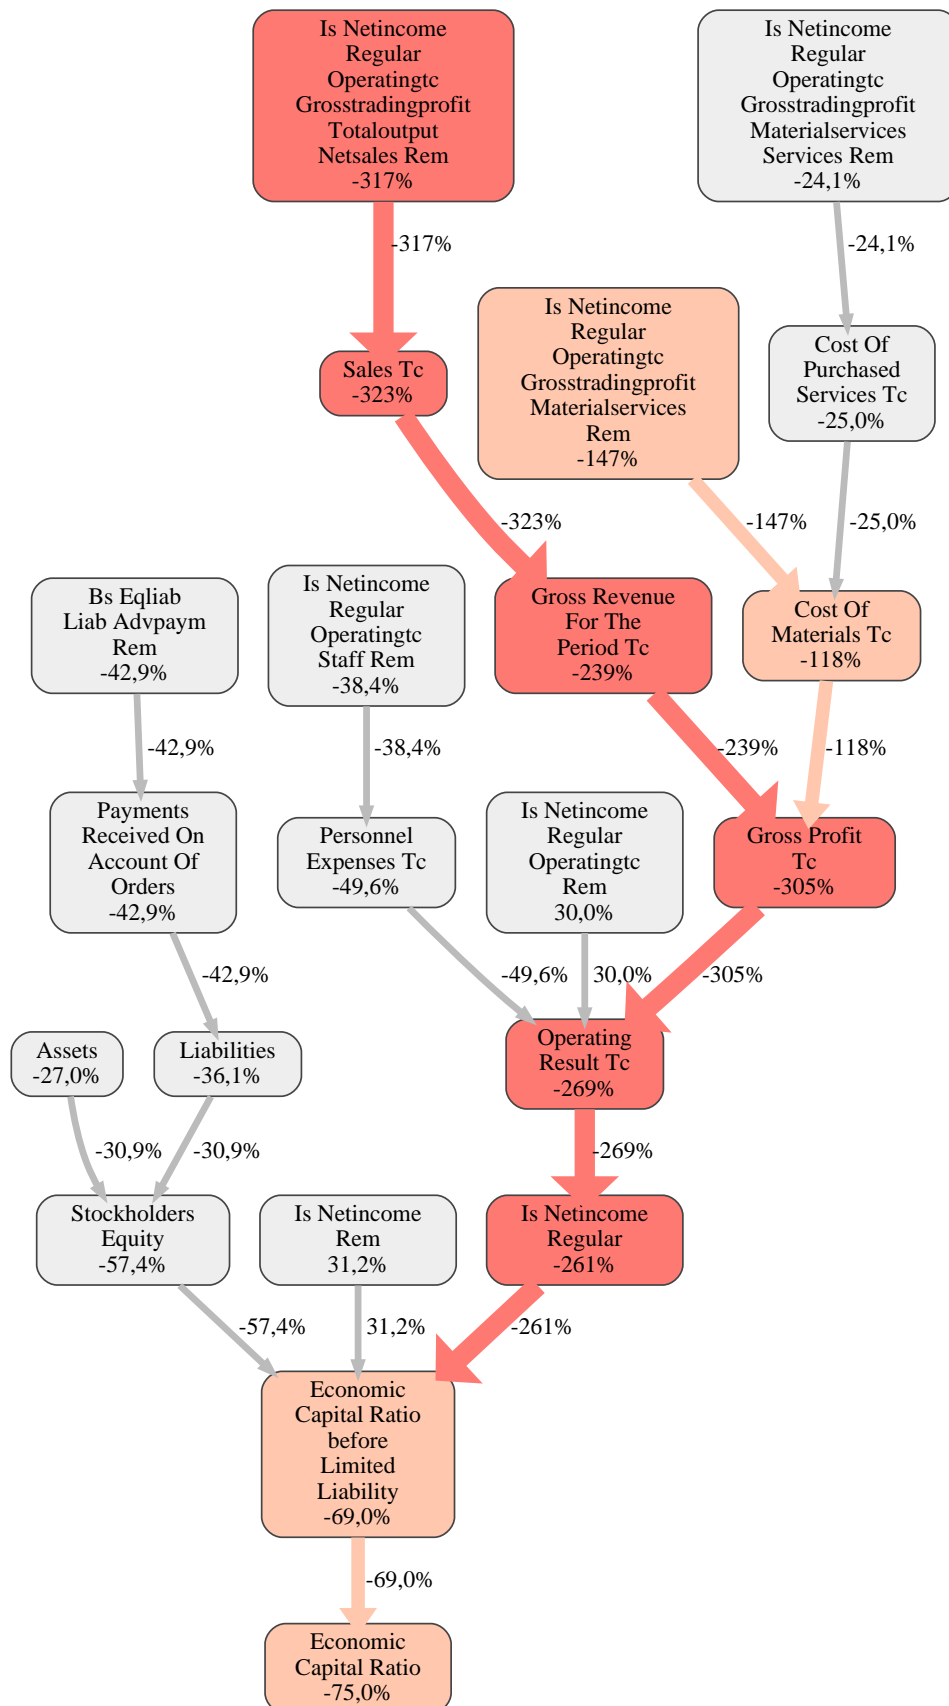 Is Netincome
Regular
Operatingtc
Grosstradingprofit
Totaloutput
Netsales Rem
-317%
Is Netincome
Regular
Operatingtc
Grosstradingprofit
Materialservices
Services Rem
-24,1%
-317%
-24,1%
Is Netincome
Regular
Operatingtc
Grosstradingprofit
Materialservices
Rem
-147%
Sales Tc
-323%
Cost Of
Purchased
Services Tc
-25,0%
-323%
-147%
-25,0%
Bs Eqliab
Liab Advpaym
Rem
-42,9%
Is Netincome
Regular
Operatingtc
Staff Rem
-38,4%
Gross Revenue
For The
Period Tc
-239%
Cost Of
Materials Tc
-118%
-42,9%
-38,4%
-239%
-118%
Payments
Received On
Account Of
Orders
-42,9%
Personnel
Expenses Tc
-49,6%
Is Netincome
Regular
Operatingtc
Rem
30,0%
Gross Profit
Tc
-305%
-42,9%
-49,6%
30,0%
-305%
Assets
-27,0%
Liabilities
-36,1%
Operating
Result Tc
-269%
-30,9%
-30,9%
-269%
Stockholders
Equity
-57,4%
Is Netincome
Rem
31,2%
Is Netincome
Regular
-261%
-57,4%
31,2%
-261%
Economic
Capital Ratio
before
Limited
Liability
-69,0%
-69,0%
Economic
Capital Ratio
-75,0%